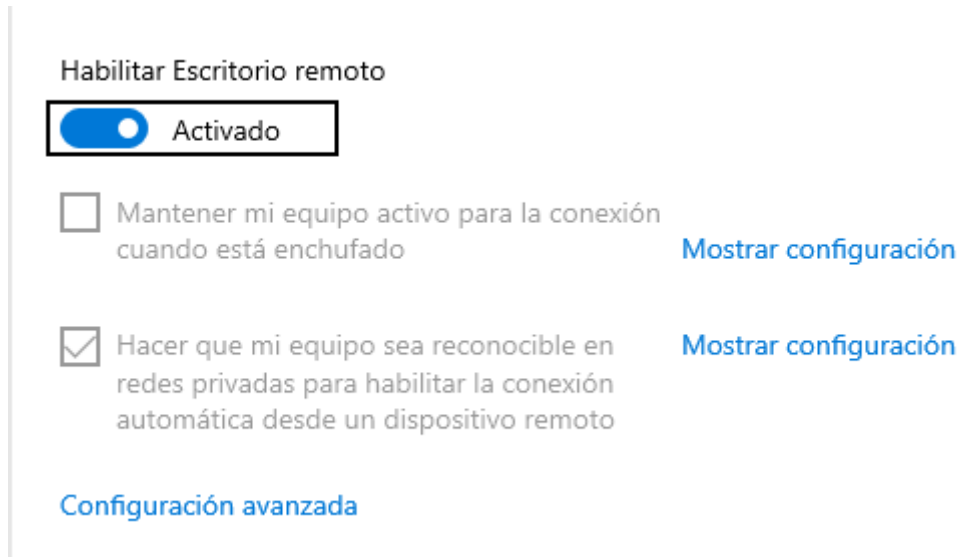 Habilitar Escritorio remoto
Activado
Mantener mi equipo activo para la conexión
cuando está enchufado
Mostrar configuración
Hacer que mi equipo sea reconocible en
Mostrar configuración
redes privadas para habilitar la conexión
automática desde un dispositivo remoto
Configuración avanzada